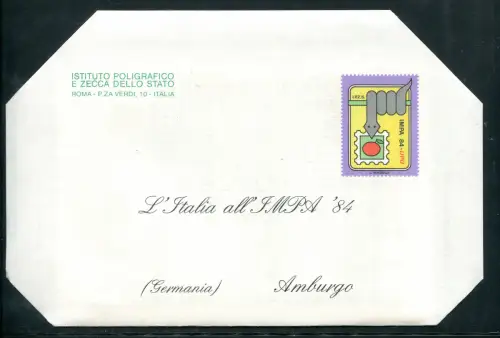 ISTITUTO POLIGRAFICO
E ZECCA DELLO STATO
ROMA - P.ZA VERDI, 10 - ITALIA
IMPA 84
L'Italia all'IMPA '84
(Germania) Amburgo